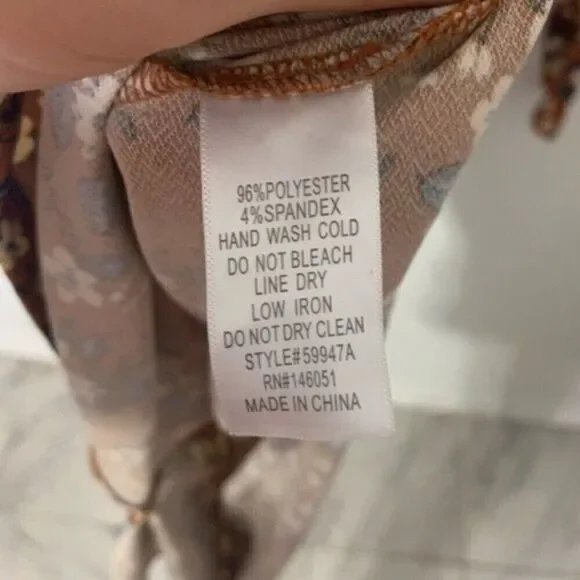 96%POLYESTER
4%SPANDEX
HAND WASH COLD
DO NOT BLEACH
LINE DRY
LOW IRON
DO NOT DRY CLEAN
STYLE#59947A
RN#146051
MADE IN CHINA